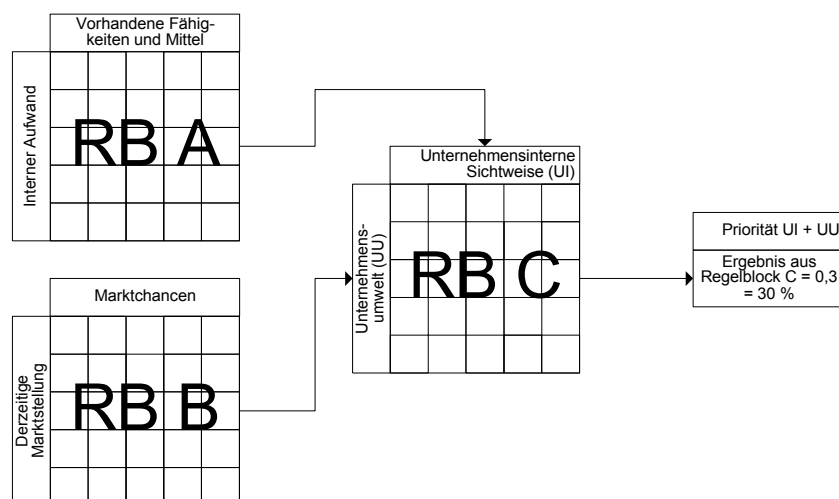 Vorhandene Fähig-
keiten und Mittel
Interner Aufwand
RB A
Unternehmensinterne
Sichtweise (UI)
Unternehmens-
umwelt (UU)
RB C
Priorität UI + UU
Ergebnis aus
Regelblock C = 0,3
= 30 %
Marktchancen
Derzeitige
Marktstellung
RB B